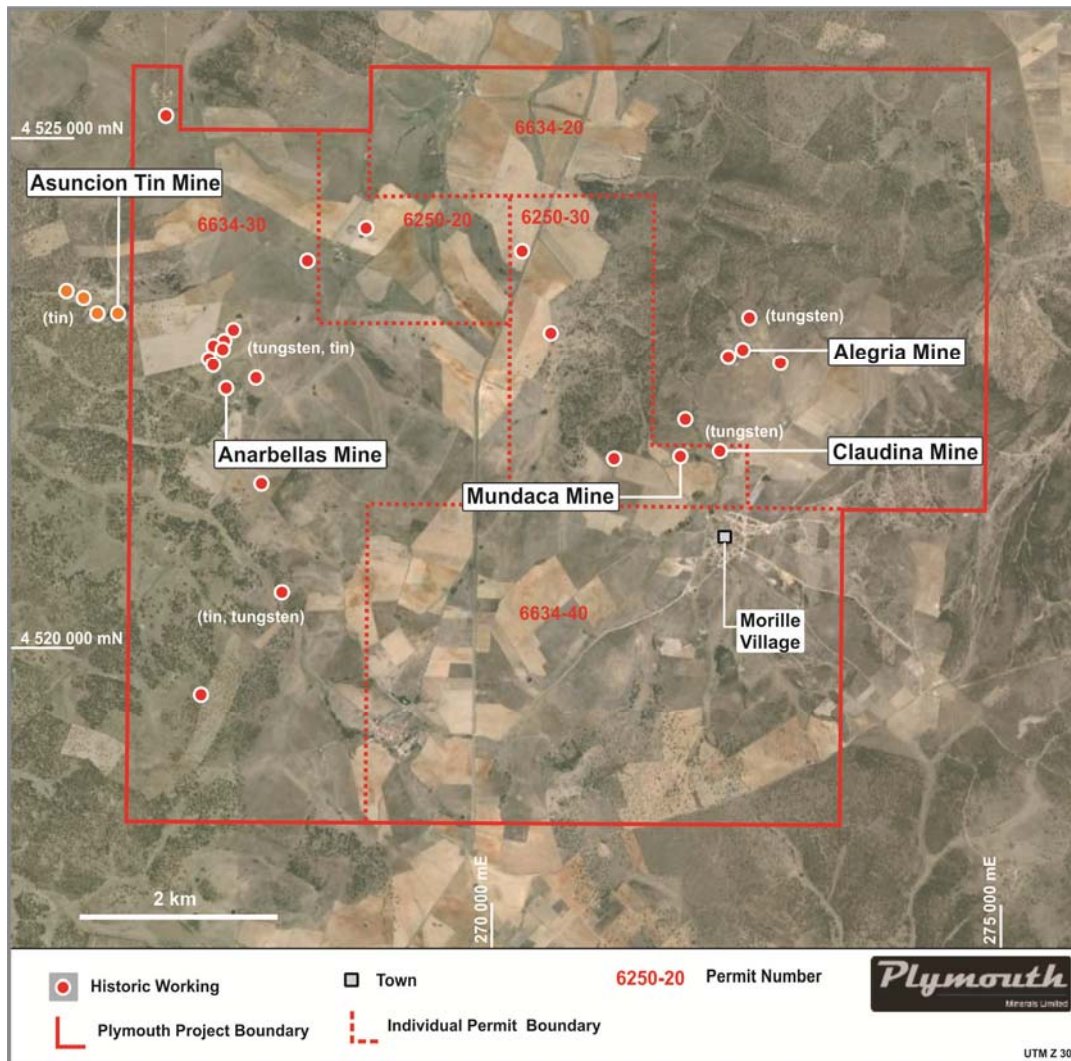 4 525 000 mN
6634-20
Asuncion Tin Mine
6634-30
6250-20
6250-30
(tin)
(tungsten)
(tungsten, tin)
Alegria Mine
(tungsten)
Anarbellas Mine
Claudina Mine
Mundaca Mine
(tin, tungsten)
6634-40
4 520 000 mN
Morille
Village
2 km
270 000 mE
275 000 mE
Historic Working
Town
6250-20
Permit Number
Plymouth
Minerals Limited
Plymouth Project Boundary
Individual Permit Boundary
UTM Z 30